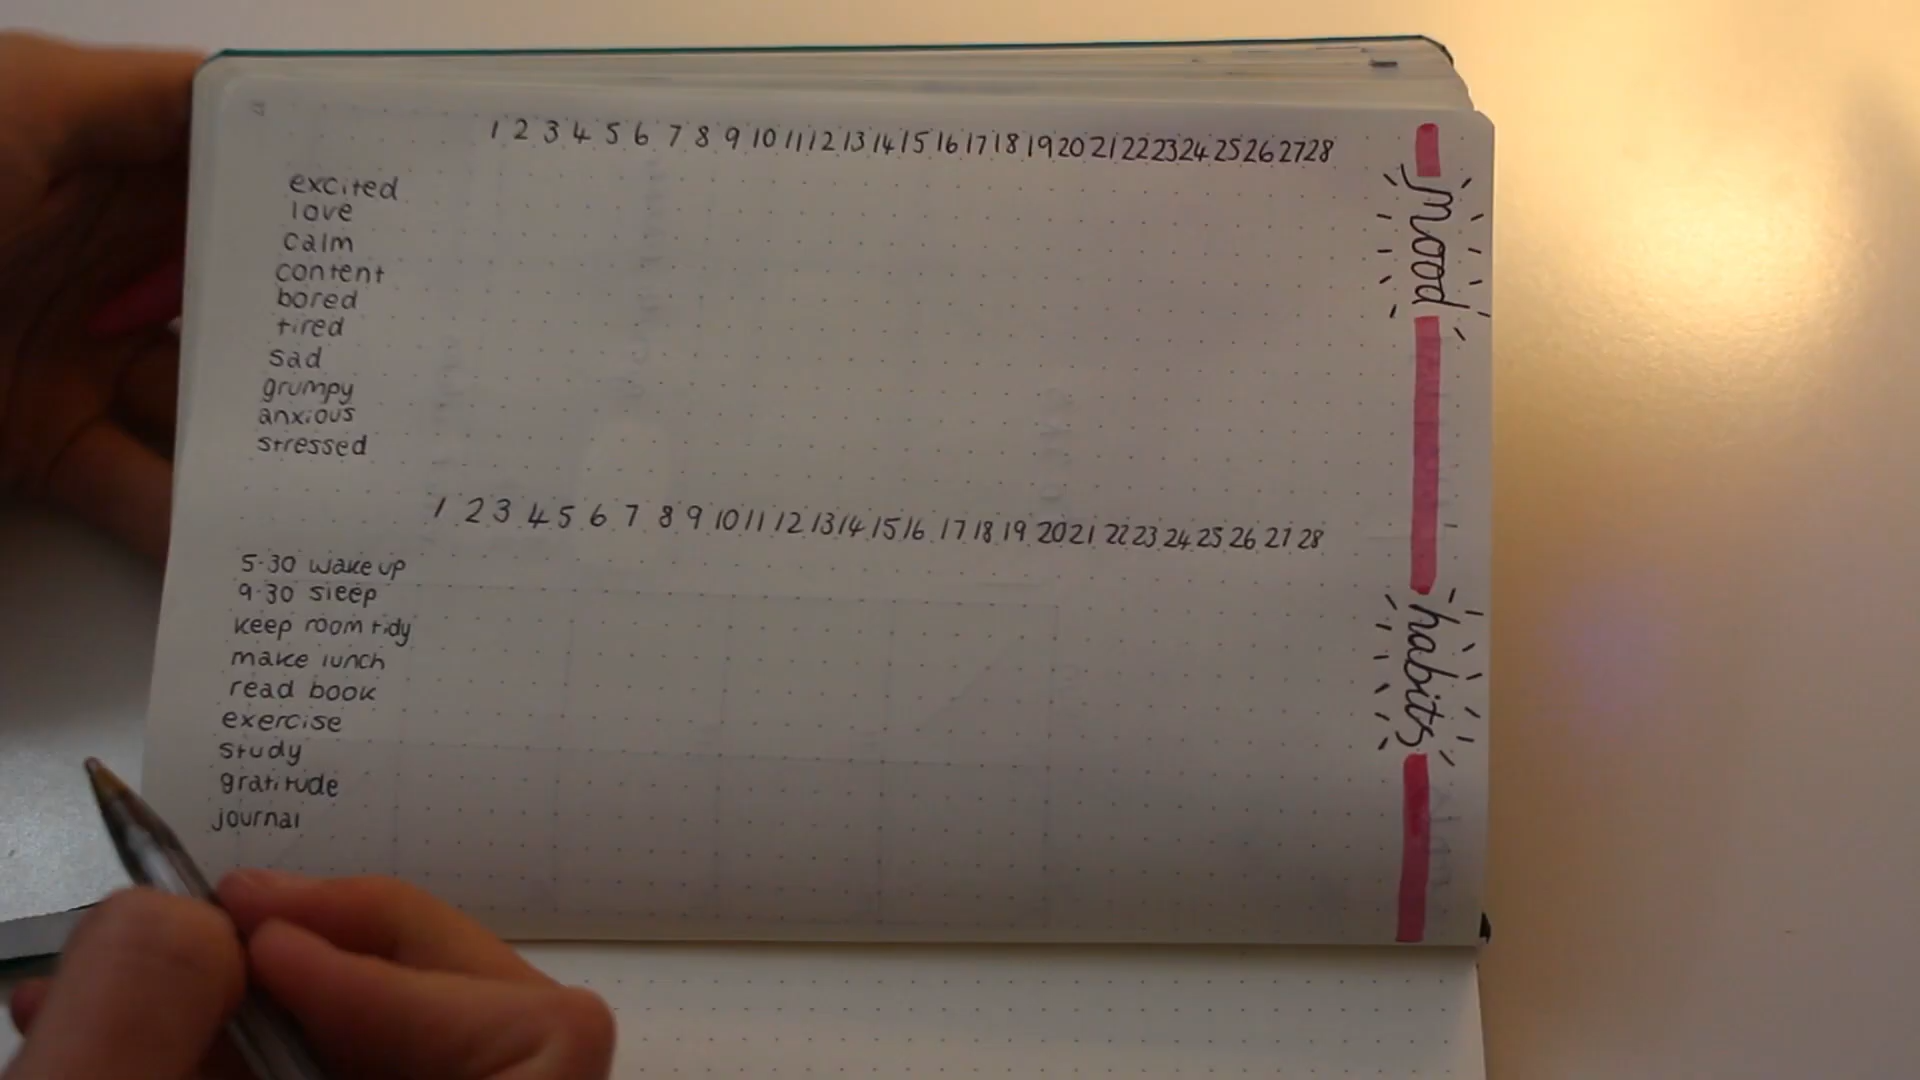 1 2 3 4 5 6 7 8 9 10 11 12 13 14 15 16 17 18 19 20 21 22 23 24 25 26 27 28
mood
excited
love
calm
content
bored
tired
sad
grumpy
anxious
stressed
1 2 3 4 5 6 7 8 9 10 11 12 13 14 15 16 17 18 19 20 21 22 23 24 25 26 27 28
habits
5·30 wake up
9·30 sleep
keep room tidy
make lunch
read book
exercise
study
gratitude
journal